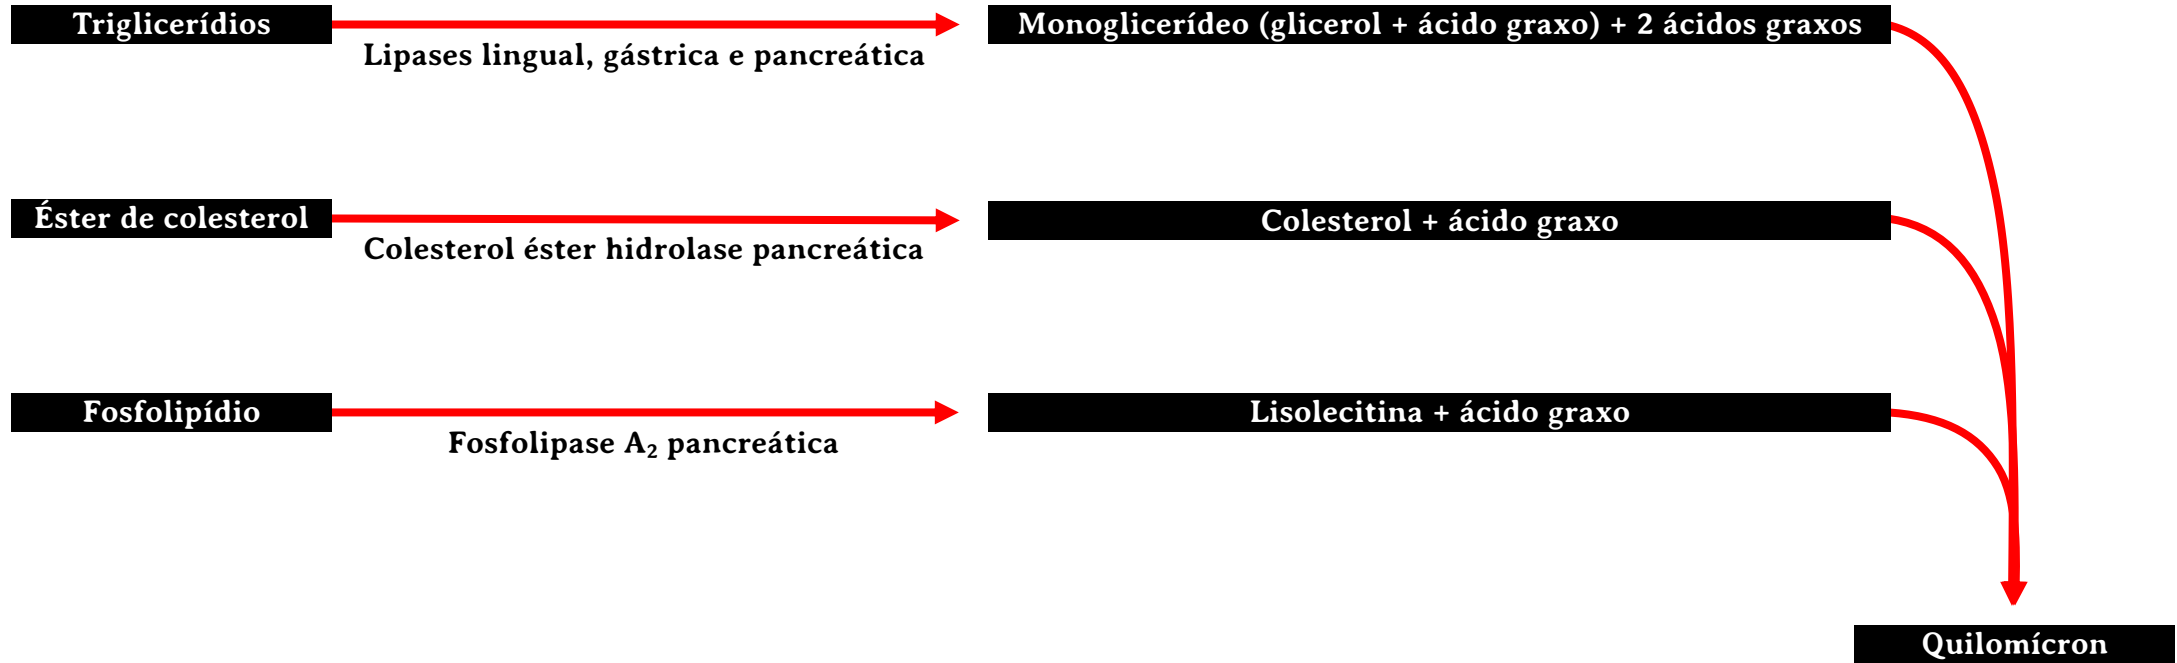 Triglicerídios
Lipases lingual, gástrica e pancreática
Monoglicerídeo (glicerol + ácido graxo) + 2 ácidos graxos
Éster de colesterol
Colesterol éster hidrolase pancreática
Colesterol + ácido graxo
Fosfolipídio
Fosfolipase A₂ pancreática
Lisolecitina + ácido graxo
Quilomícron